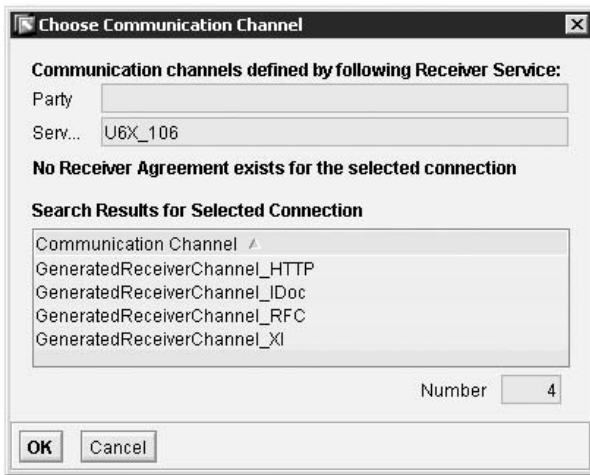 Choose Communication Channel
Communication channels defined by following Receiver Service:
Party
Serv... U6X_106
No Receiver Agreement exists for the selected connection
Search Results for Selected Connection
Communication Channel
GeneratedReceiverChannel_HTTP
GeneratedReceiverChannel_IDoc
GeneratedReceiverChannel_RFC
GeneratedReceiverChannel_XI
Number 4
OK Cancel